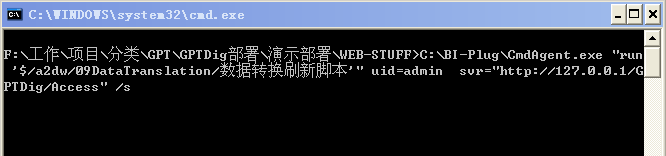 C:\WINDOWS\system32\cmd.exe
F:\工作\项目\分类\GPT\GPTDig部署\演示部署\WEB-STUFF>C:\BI-Plug\CmdAgent.exe "run
'$/a2dw/09DataTranslation/数据转换刷新脚本'" uid=admin  svr="http://127.0.0.1/G
PTDig/Access" /s